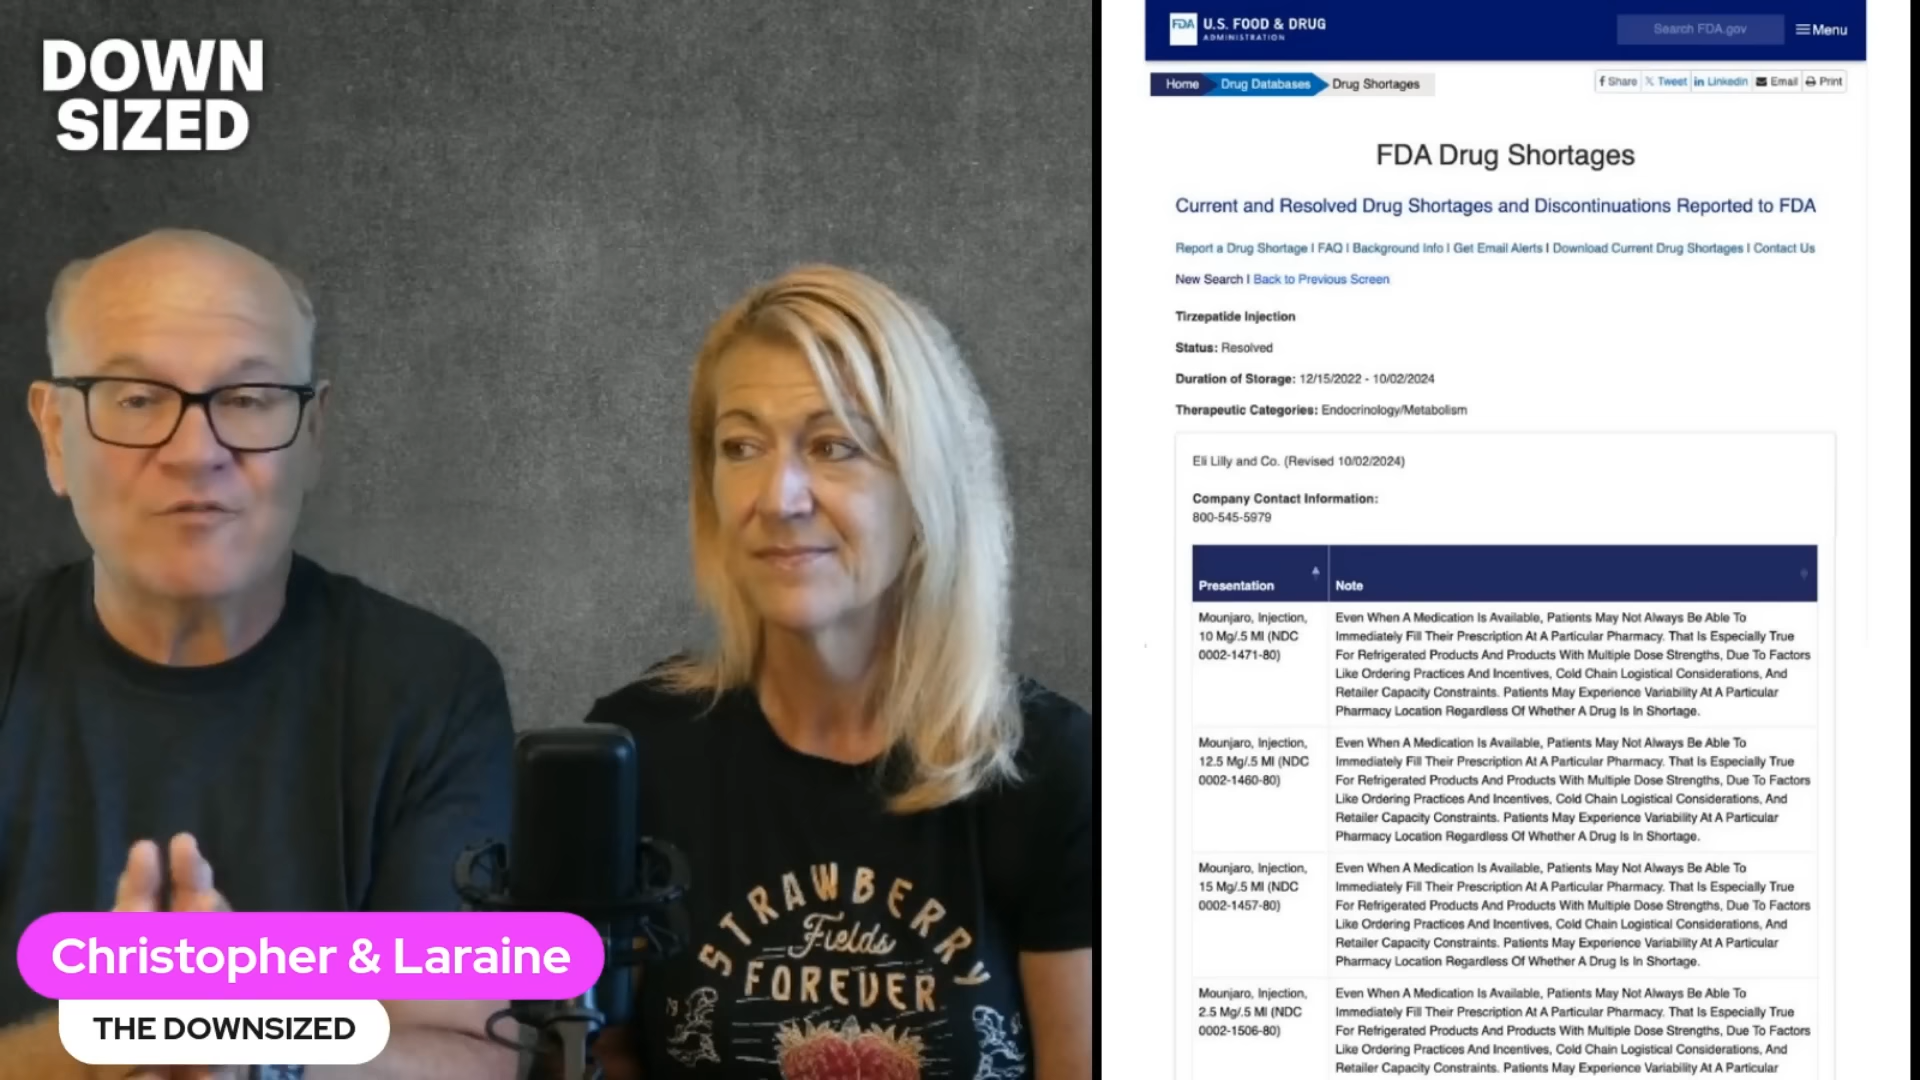 DOWN
SIZED
STRAWBERRY
Fields
FOREVER
Christopher & Laraine
THE DOWNSIZED
FDA
U.S. FOOD & DRUG
ADMINISTRATION
Search FDA.gov
Menu
Home
Drug Databases
Drug Shortages
Share
Tweet
in Linkedin
Email
Print
FDA Drug Shortages
Current and Resolved Drug Shortages and Discontinuations Reported to FDA
Report a Drug Shortage | FAQ | Background Info | Get Email Alerts | Download Current Drug Shortages | Contact Us
New Search | Back to Previous Screen
Tirzepatide Injection
Status: Resolved
Duration of Storage: 12/15/2022 - 10/02/2024
Therapeutic Categories: Endocrinology/Metabolism
Eli Lilly and Co. (Revised 10/02/2024)
Company Contact Information:
800-545-5979
Presentation
Note
Mounjaro, Injection,
10 Mg/.5 Ml (NDC
0002-1471-80)
Even When A Medication Is Available, Patients May Not Always Be Able To
Immediately Fill Their Prescription At A Particular Pharmacy. That Is Especially True
For Refrigerated Products And Products With Multiple Dose Strengths, Due To Factors
Like Ordering Practices And Incentives, Cold Chain Logistical Considerations, And
Retailer Capacity Constraints. Patients May Experience Variability At A Particular
Pharmacy Location Regardless Of Whether A Drug Is In Shortage.
Mounjaro, Injection,
12.5 Mg/.5 Ml (NDC
0002-1460-80)
Even When A Medication Is Available, Patients May Not Always Be Able To
Immediately Fill Their Prescription At A Particular Pharmacy. That Is Especially True
For Refrigerated Products And Products With Multiple Dose Strengths, Due To Factors
Like Ordering Practices And Incentives, Cold Chain Logistical Considerations, And
Retailer Capacity Constraints. Patients May Experience Variability At A Particular
Pharmacy Location Regardless Of Whether A Drug Is In Shortage.
Mounjaro, Injection,
15 Mg/.5 Ml (NDC
0002-1457-80)
Even When A Medication Is Available, Patients May Not Always Be Able To
Immediately Fill Their Prescription At A Particular Pharmacy. That Is Especially True
For Refrigerated Products And Products With Multiple Dose Strengths, Due To Factors
Like Ordering Practices And Incentives, Cold Chain Logistical Considerations, And
Retailer Capacity Constraints. Patients May Experience Variability At A Particular
Pharmacy Location Regardless Of Whether A Drug Is In Shortage.
Mounjaro, Injection,
2.5 Mg/.5 Ml (NDC
0002-1506-80)
Even When A Medication Is Available, Patients May Not Always Be Able To
Immediately Fill Their Prescription At A Particular Pharmacy. That Is Especially True
For Refrigerated Products And Products With Multiple Dose Strengths, Due To Factors
Like Ordering Practices And Incentives, Cold Chain Logistical Considerations, And
Retailer Capacity Constraints. Patients May Experience Variability At A Particular